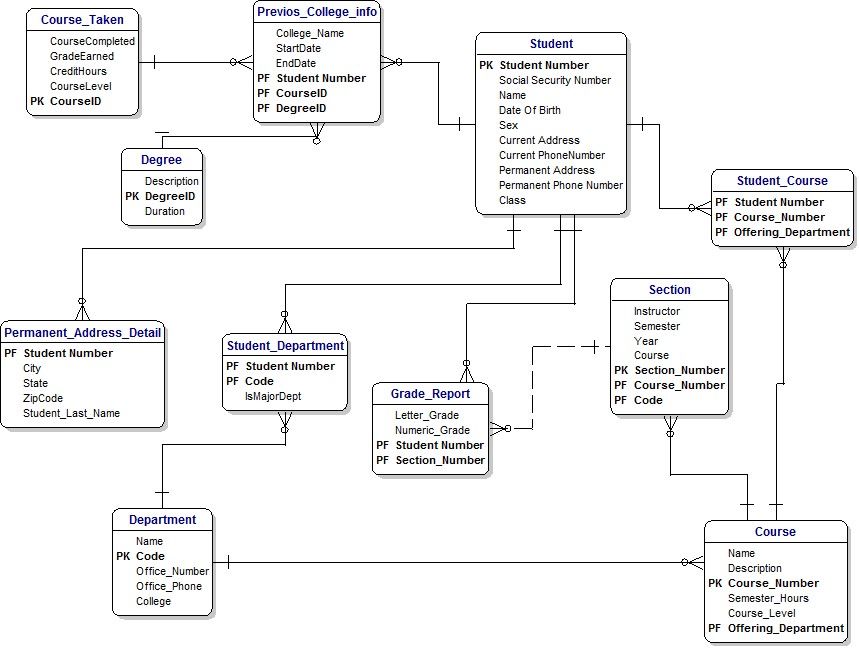 Course_Taken
CourseCompleted
GradeEarned
CreditHours
CourseLevel
PK CourseID
Previos_College_info
College_Name
StartDate
EndDate
PF Student Number
PF CourseID
PF DegreeID
Student
PK Student Number
Social Security Number
Name
Date Of Birth
Sex
Current Address
Current PhoneNumber
Permanent Address
Permanent Phone Number
Class
Degree
Description
PK DegreeID
Duration
Student_Course
PF Student Number
PF Course_Number
PF Offering_Department
Permanent_Address_Detail
PF Student Number
City
State
ZipCode
Student_Last_Name
Student_Department
PF Student Number
PF Code
IsMajorDept
Grade_Report
Letter_Grade
Numeric_Grade
PF Student Number
PF Section_Number
Section
Instructor
Semester
Year
Course
PK Section_Number
PF Course_Number
PF Code
Department
Name
PK Code
Office_Number
Office_Phone
College
Course
Name
Description
PK Course_Number
Semester_Hours
Course_Level
PF Offering_Department